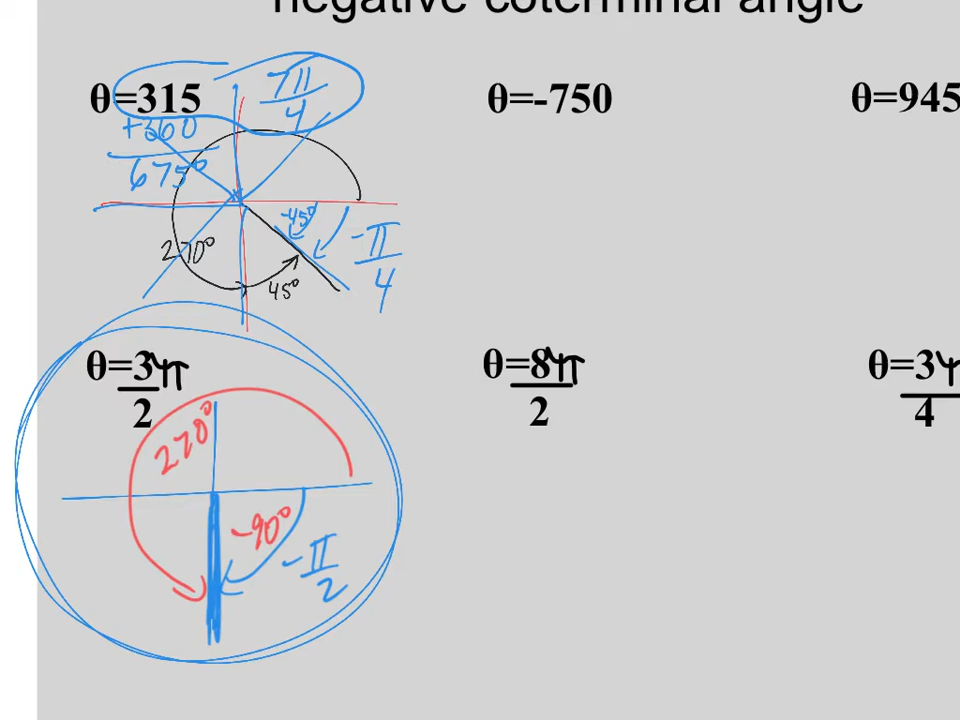 negative coterminal angle
θ=315
7π/4
+360
675°
-45°
-π/4
270°
45°
θ=-750
θ=945
θ=3π
2
270°
-90°
-π/2
θ=8π
2
θ=3π
4